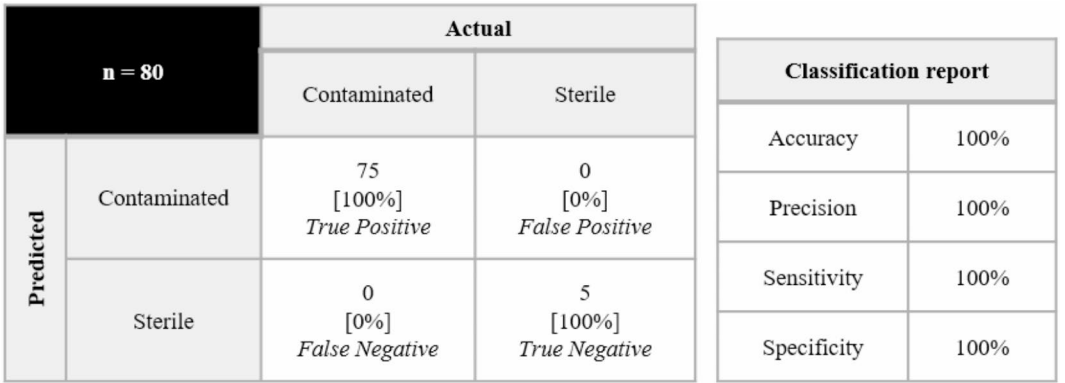 n = 80
Actual
Contaminated
Sterile
Predicted
Contaminated
75
[100%]
True Positive
0
[0%]
False Positive
Sterile
0
[0%]
False Negative
5
[100%]
True Negative
Classification report
Accuracy
100%
Precision
100%
Sensitivity
100%
Specificity
100%